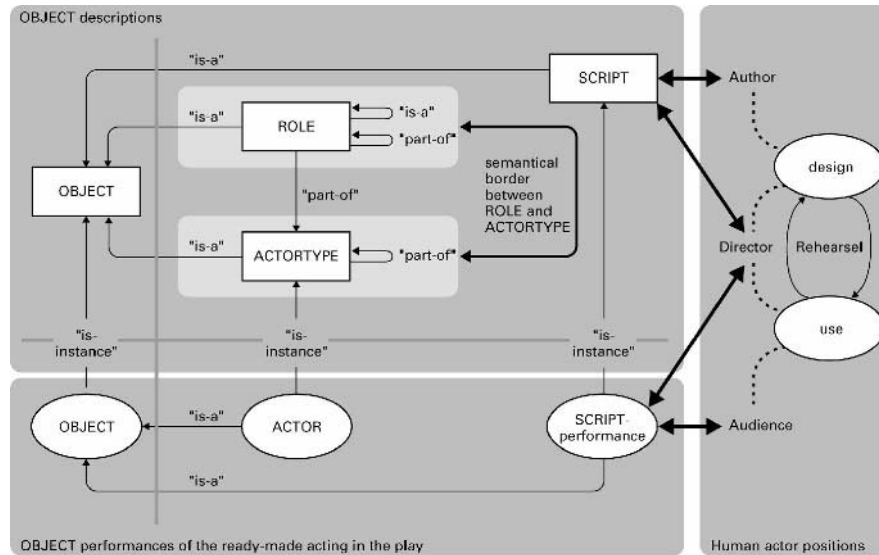 OBJECT descriptions
"is-a"
SCRIPT
Author
"is-a"
ROLE
"is-a"
"part-of"
design
OBJECT
"part-of"
semantical
border
between
ROLE and
ACTORTYPE
"is-a"
ACTORTYPE
"part-of"
Director
Rehearsel
"is-
instance"
"is-
instance"
"is-
instance"
use
OBJECT
"is-a"
ACTOR
SCRIPT-
performance
Audience
"is-a"
OBJECT performances of the ready-made acting in the play
Human actor positions